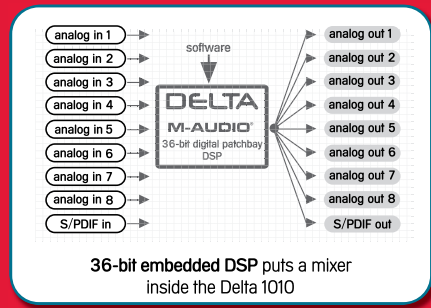 analog in 1
analog in 2
analog in 3
analog in 4
analog in 5
analog in 6
analog in 7
analog in 8
S/PDIF in
software
DELTA
M-AUDIO®
36-bit digital patchbay
DSP
analog out 1
analog out 2
analog out 3
analog out 4
analog out 5
analog out 6
analog out 7
analog out 8
S/PDIF out
36-bit embedded DSP puts a mixer
inside the Delta 1010